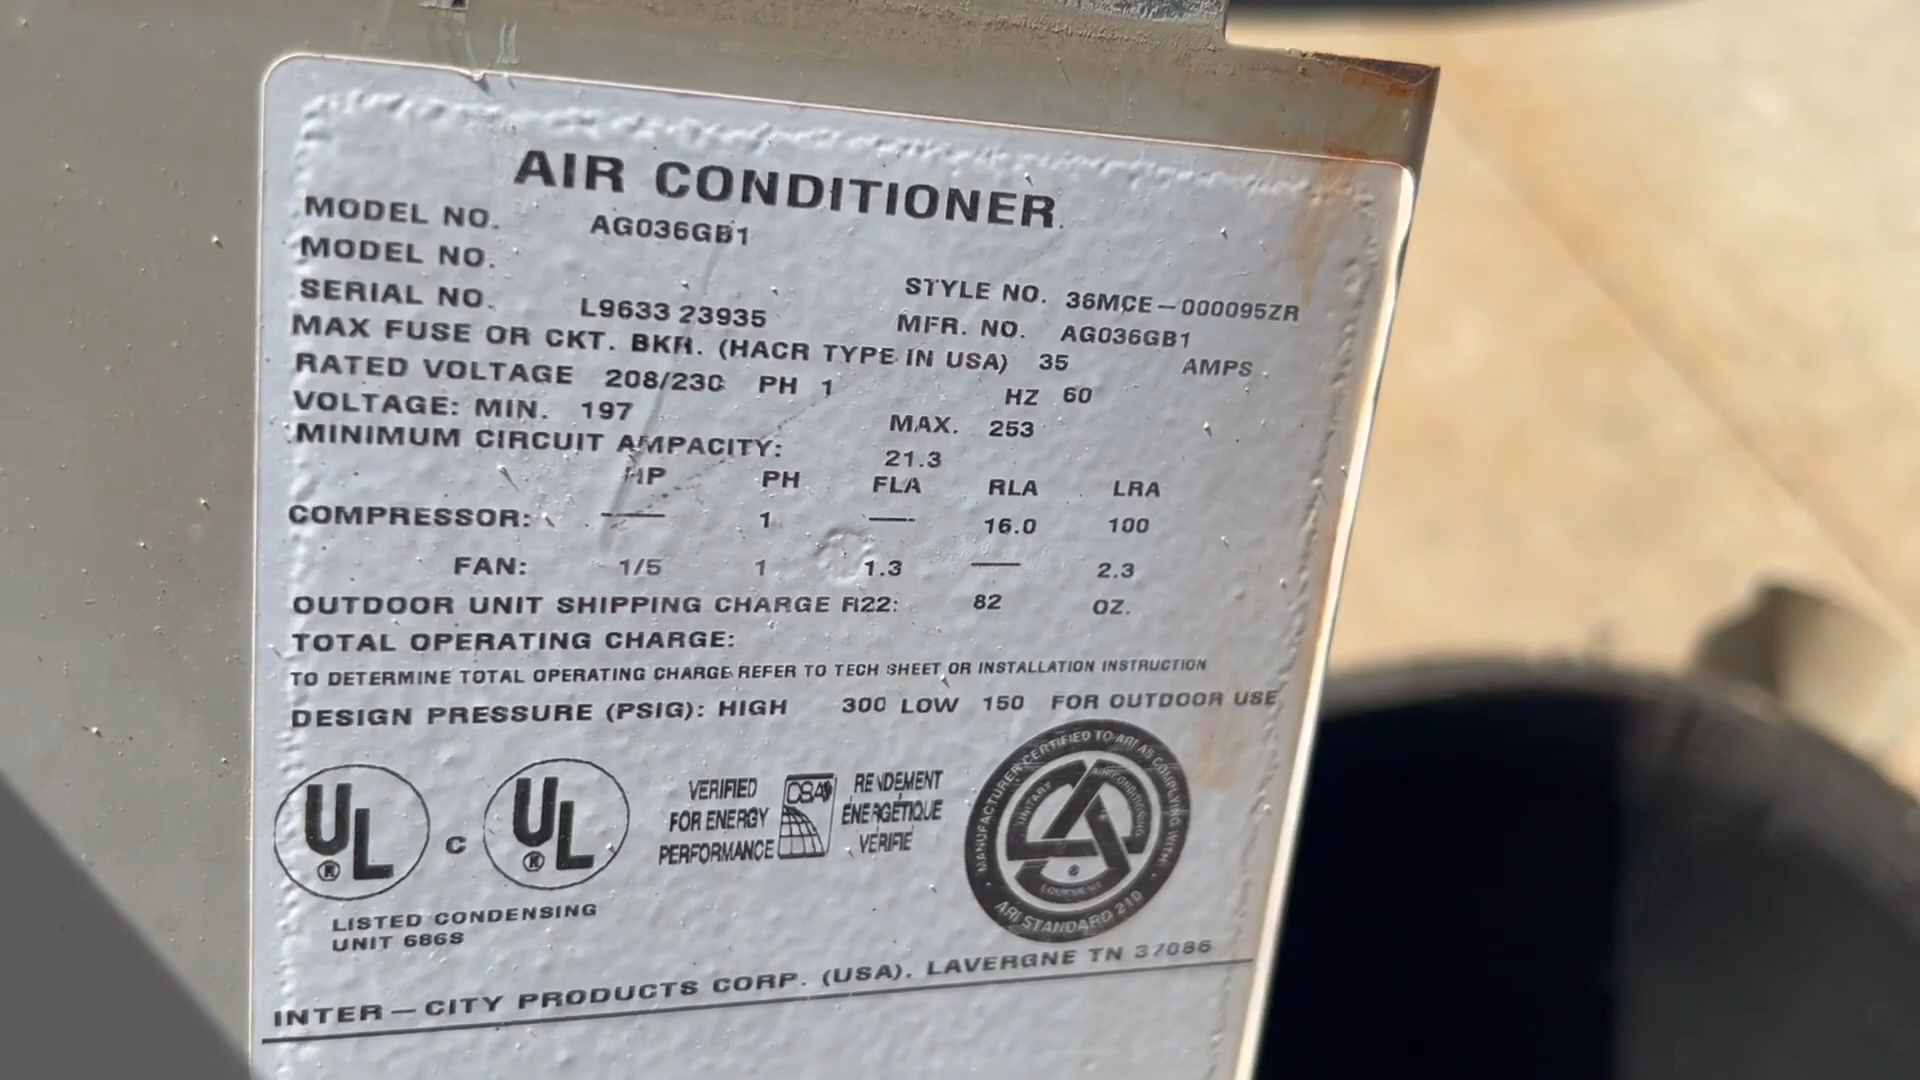 AIR CONDITIONER
MODEL NO. AG036GB1
MODEL NO. STYLE NO. 36MCE-000095ZR
SERIAL NO. L9633 23935 MFR. NO. AG036GB1
MAX FUSE OR CKT. BKR. (HACR TYPE IN USA) 35 AMPS
RATED VOLTAGE 208/230 PH 1 HZ 60
VOLTAGE: MIN. 197 MAX. 253
MINIMUM CIRCUIT AMPACITY: 21.3
HP PH FLA RLA LRA
COMPRESSOR: — 1 — 16.0 100
FAN: 1/5 1 1.3 — 2.3
OUTDOOR UNIT SHIPPING CHARGE R22: 82 OZ.
TOTAL OPERATING CHARGE:
TO DETERMINE TOTAL OPERATING CHARGE REFER TO TECH SHEET OR INSTALLATION INSTRUCTION
DESIGN PRESSURE (PSIG): HIGH 300 LOW 150 FOR OUTDOOR USE
UL ® C UL ®
LISTED CONDENSING
UNIT 686S
VERIFIED
FOR ENERGY
PERFORMANCE
CSA
RENDEMENT
ÉNERGÉTIQUE
VERIFIE
MANUFACTURER CERTIFIED TO ARI AS COMPLYING WITH
ARI STANDARD 210
UNITARY
AIR-CONDITIONING
EQUIPMENT
®
INTER-CITY PRODUCTS CORP. (USA). LAVERGNE TN 37086